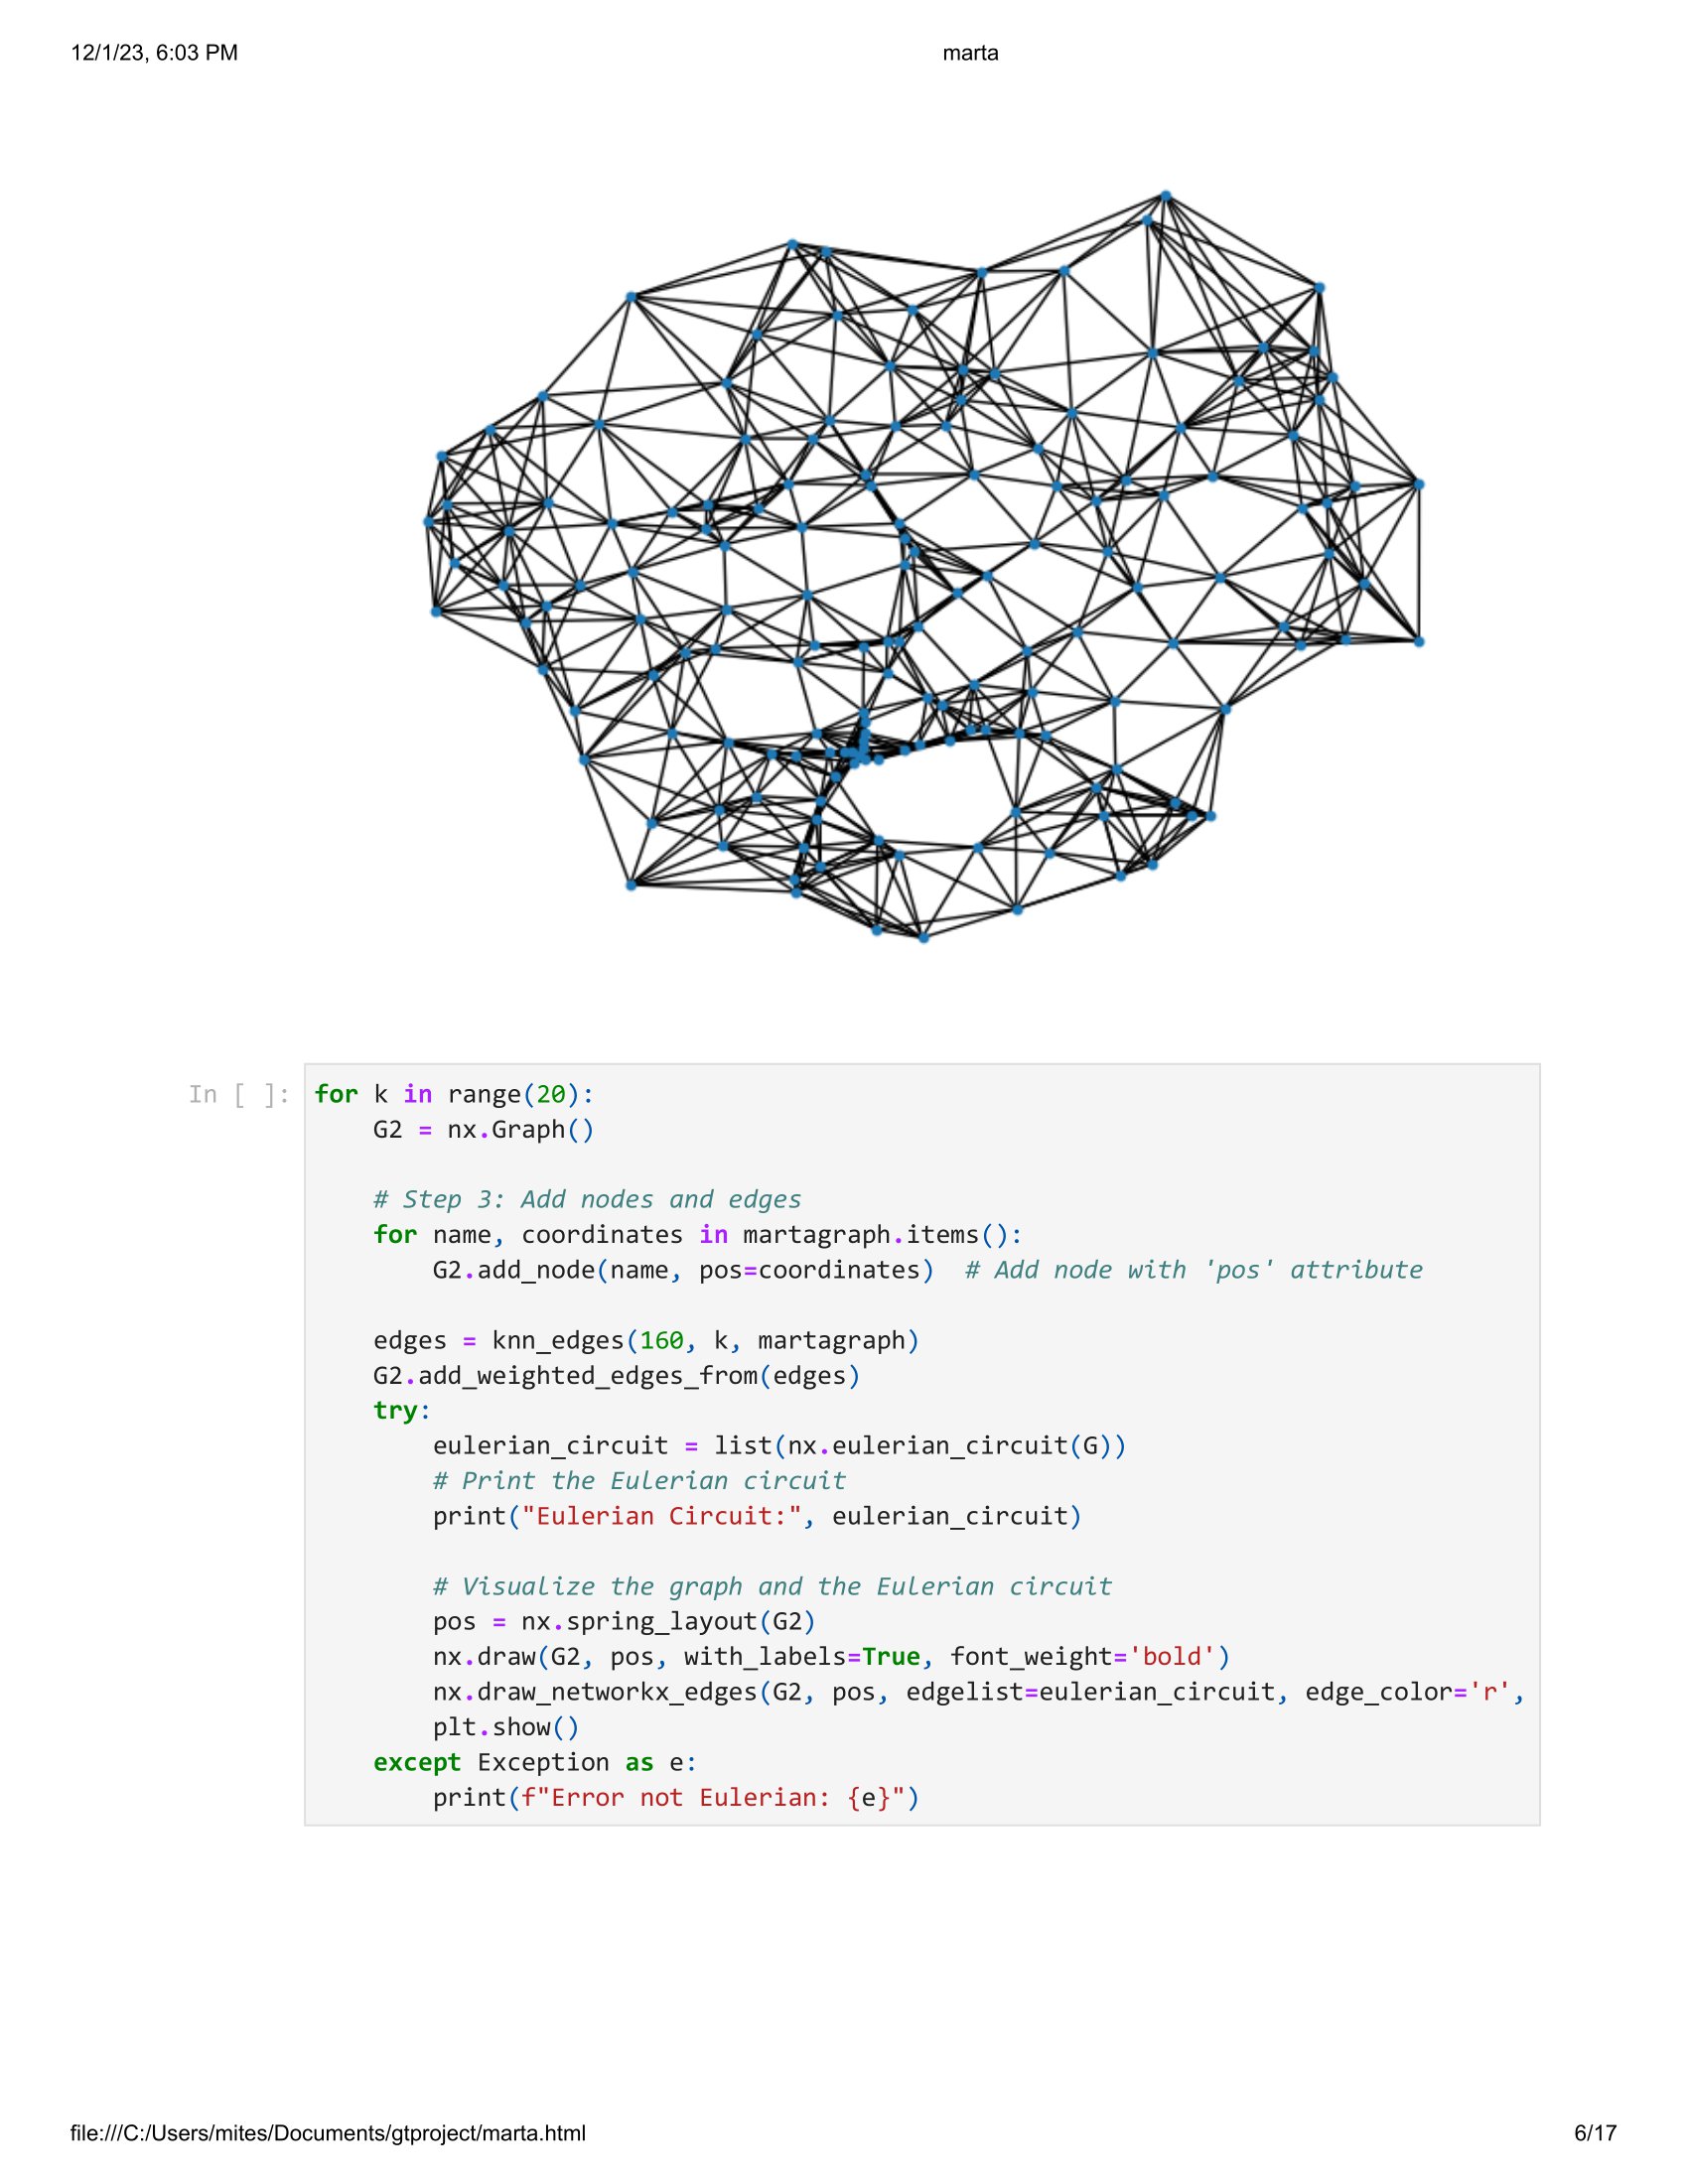 12/1/23, 6:03 PM marta
In [ ]: for k in range(20):
    G2 = nx.Graph()
    # Step 3: Add nodes and edges
    for name, coordinates in martagraph.items():
        G2.add_node(name, pos=coordinates)  # Add node with 'pos' attribute
    edges = knn_edges(160, k, martagraph)
    G2.add_weighted_edges_from(edges)
    try:
        eulerian_circuit = list(nx.eulerian_circuit(G))
        # Print the Eulerian circuit
        print("Eulerian Circuit:", eulerian_circuit)
        # Visualize the graph and the Eulerian circuit
        pos = nx.spring_layout(G2)
        nx.draw(G2, pos, with_labels=True, font_weight='bold')
        nx.draw_networkx_edges(G2, pos, edgelist=eulerian_circuit, edge_color='r',
        plt.show()
    except Exception as e:
        print(f"Error not Eulerian: {e}")
file:///C:/Users/mites/Documents/gtproject/marta.html 6/17